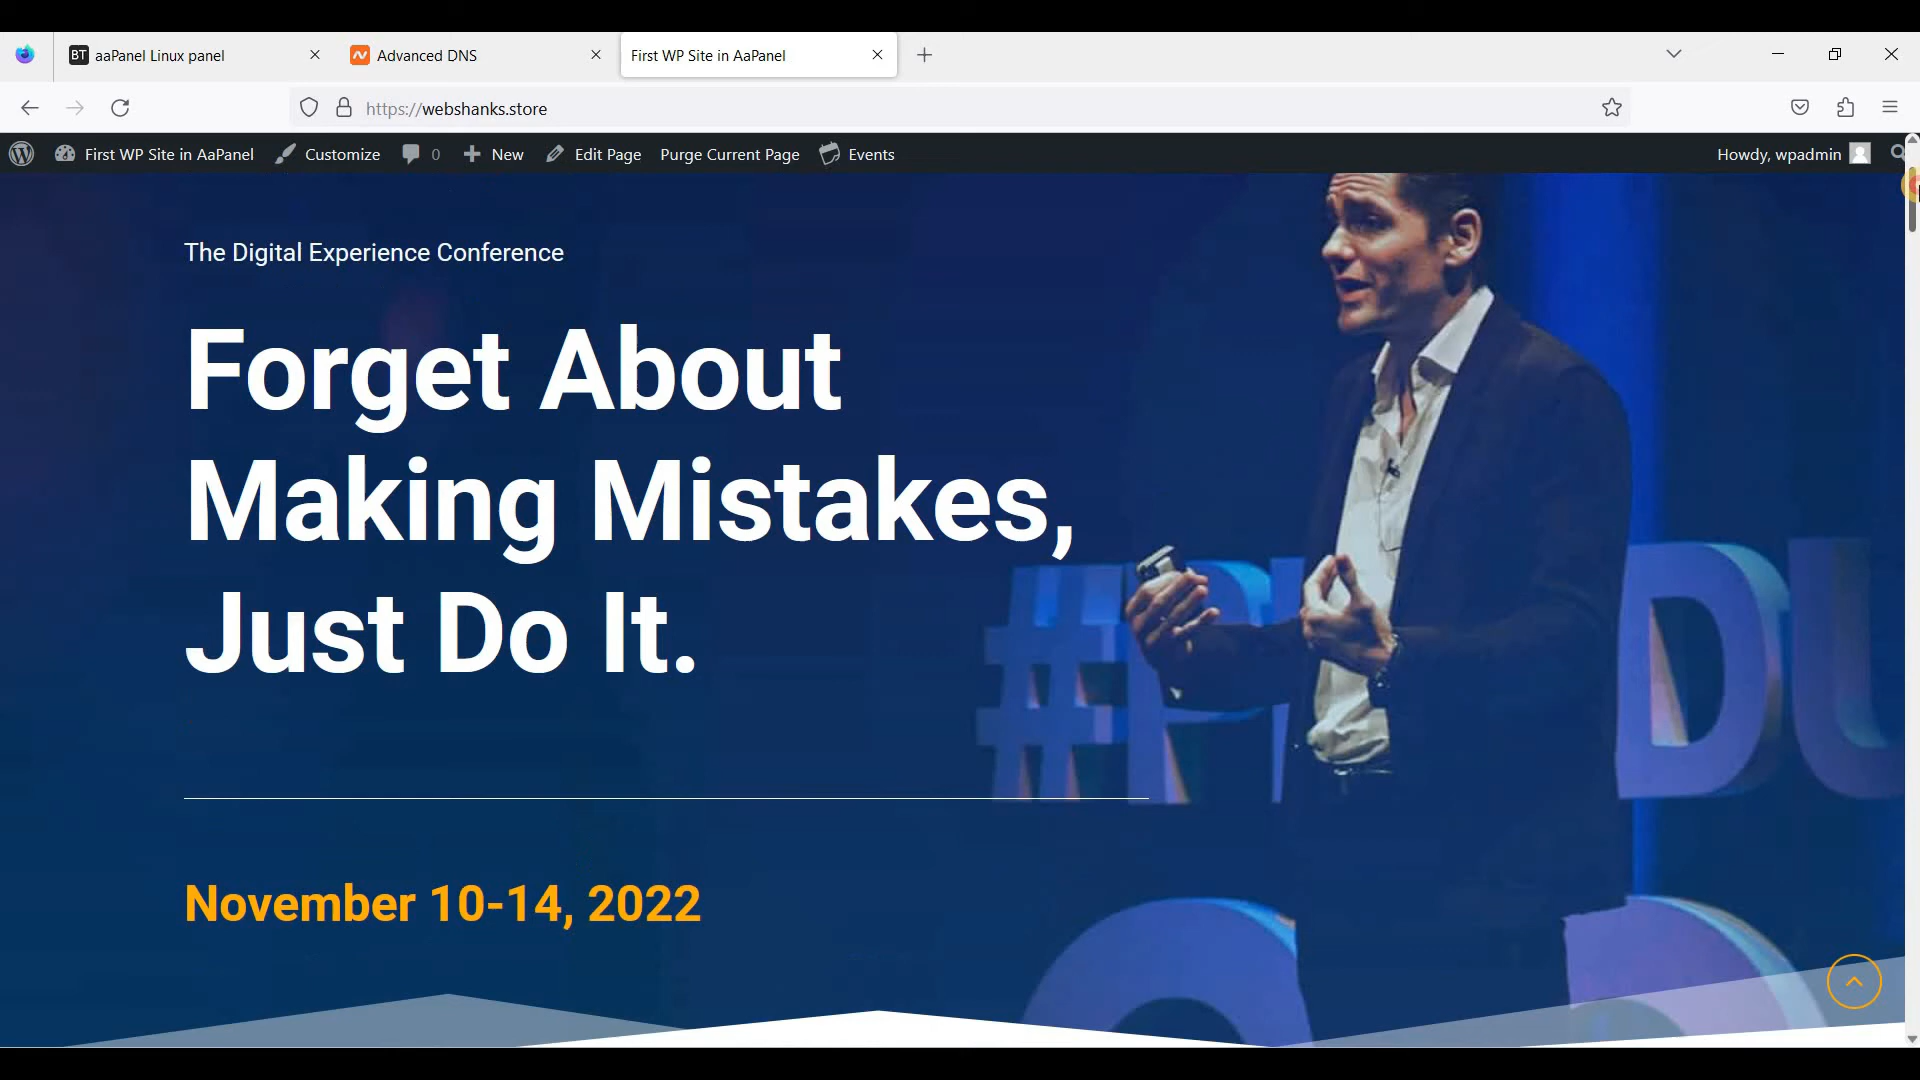 BT aaPanel Linux panel
Advanced DNS
First WP Site in AaPanel
https://webshanks.store
First WP Site in AaPanel
Customize
0
New
Edit Page
Purge Current Page
Events
Howdy, wpadmin
The Digital Experience Conference
Forget About
Making Mistakes,
Just Do It.
November 10-14, 2022